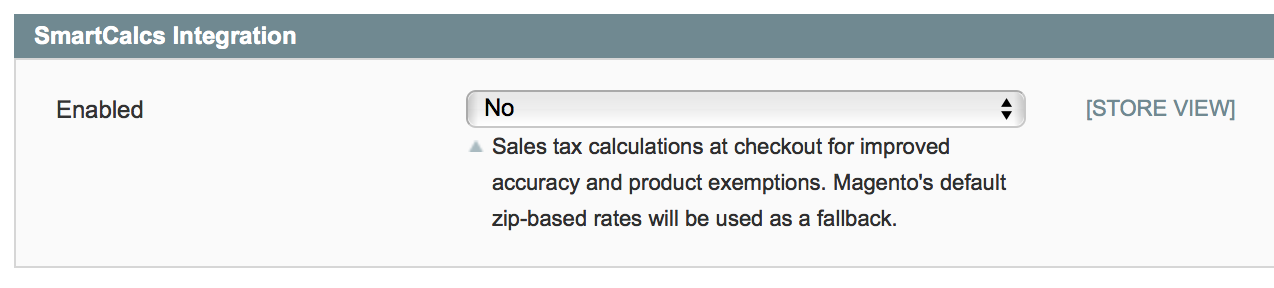 SmartCalcs Integration
Enabled
No
[STORE VIEW]
Sales tax calculations at checkout for improved
accuracy and product exemptions. Magento's default
zip-based rates will be used as a fallback.